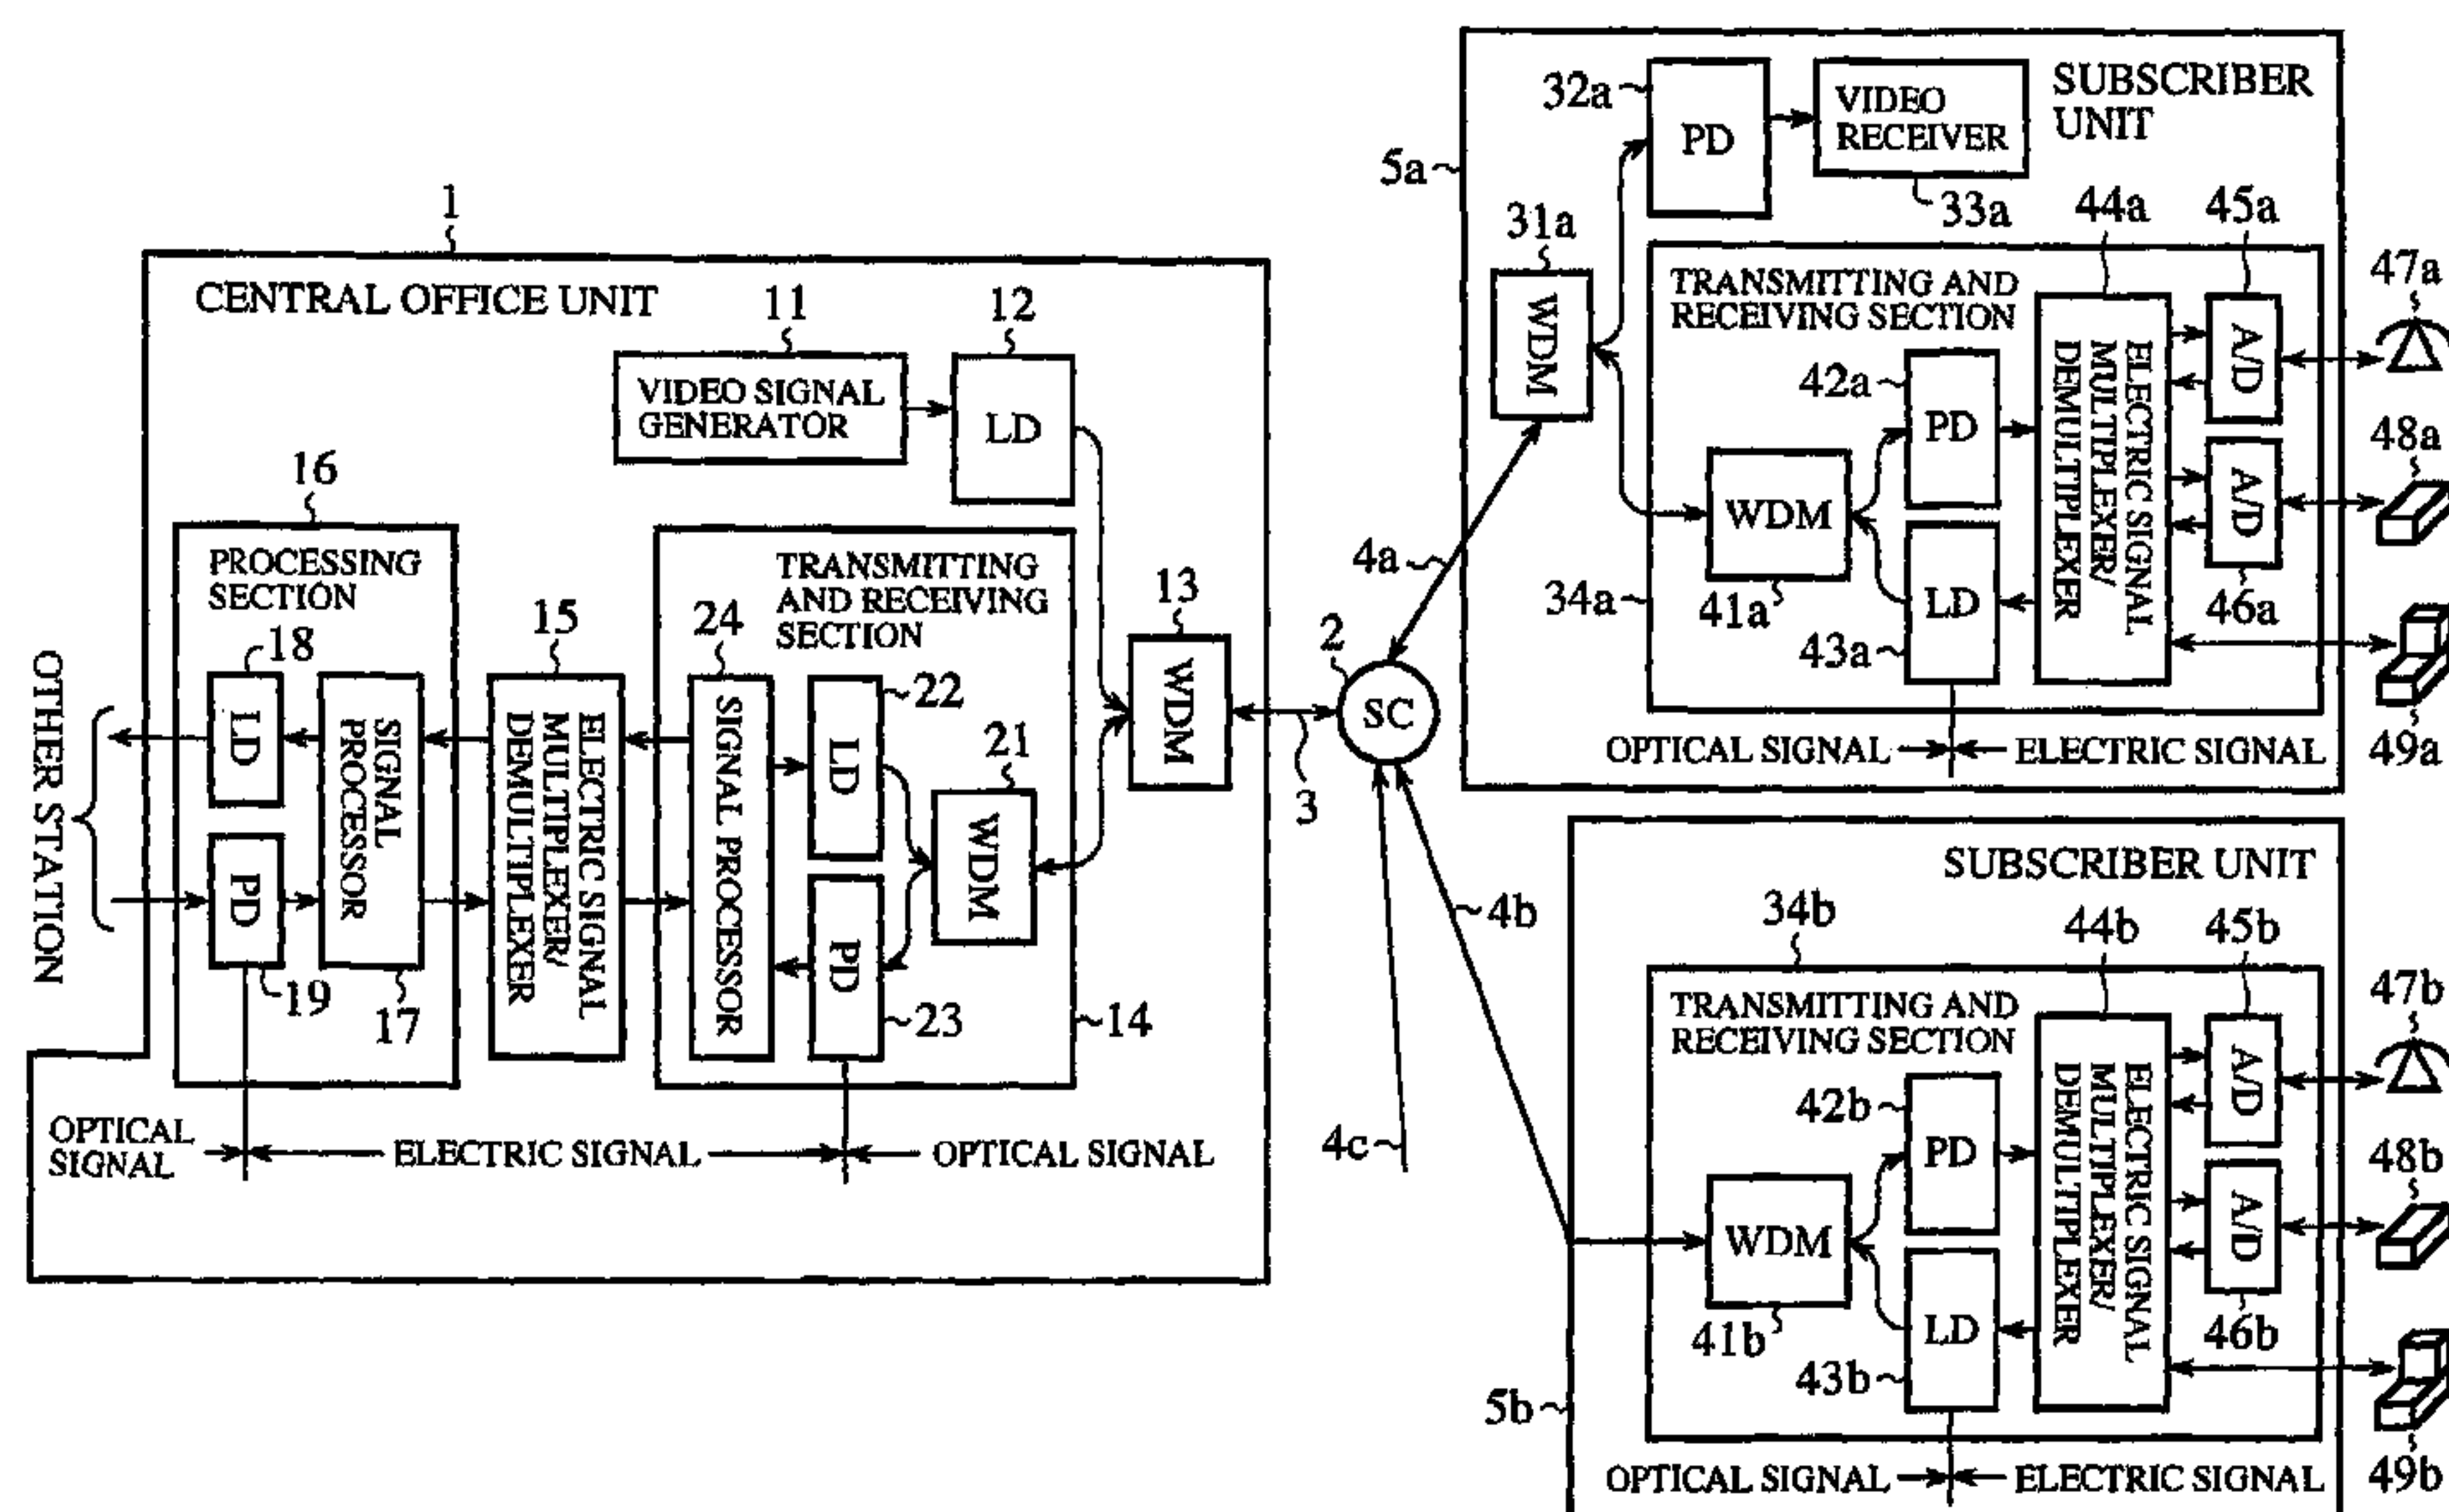 1
CENTRAL OFFICE UNIT
11
VIDEO SIGNAL
GENERATOR
12
LD
16
PROCESSING
SECTION
18
LD
SIGNAL
PROCESSOR
PD
19
17
OTHER STATION
15
ELECTRIC SIGNAL
MULTIPLEXER/
DEMULTIPLEXER
TRANSMITTING
AND RECEIVING
SECTION
24
SIGNAL PROCESSOR
22
LD
21
WDM
PD
23
14
13
WDM
OPTICAL
SIGNAL
ELECTRIC SIGNAL
OPTICAL SIGNAL
2
SC
3
4a
4b
4c
5a
SUBSCRIBER
UNIT
32a
PD
VIDEO
RECEIVER
33a
31a
WDM
44a
45a
TRANSMITTING AND
RECEIVING SECTION
42a
PD
WDM
41a
34a
LD
43a
ELECTRIC SIGNAL
MULTIPLEXER/
DEMULTIPLEXER
A/D
A/D
46a
47a
48a
49a
OPTICAL SIGNAL
ELECTRIC SIGNAL
SUBSCRIBER UNIT
34b
44b
45b
TRANSMITTING AND
RECEIVING SECTION
42b
PD
WDM
41b
LD
43b
ELECTRIC SIGNAL
MULTIPLEXER/
DEMULTIPLEXER
A/D
A/D
46b
47b
48b
49b
5b
OPTICAL SIGNAL
ELECTRIC SIGNAL